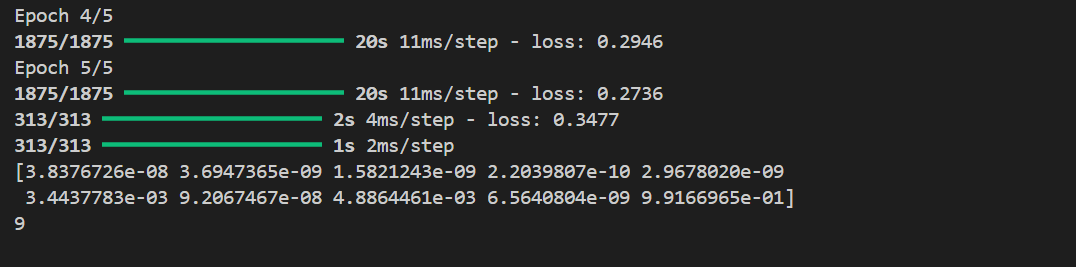 Epoch 4/5
1875/1875 20s 11ms/step - loss: 0.2946
Epoch 5/5
1875/1875 20s 11ms/step - loss: 0.2736
313/313 2s 4ms/step - loss: 0.3477
313/313 1s 2ms/step
[3.8376726e-08 3.6947365e-09 1.5821243e-09 2.2039807e-10 2.9678020e-09
3.4437783e-03 9.2067467e-08 4.8864461e-03 6.5640804e-09 9.9166965e-01]
9